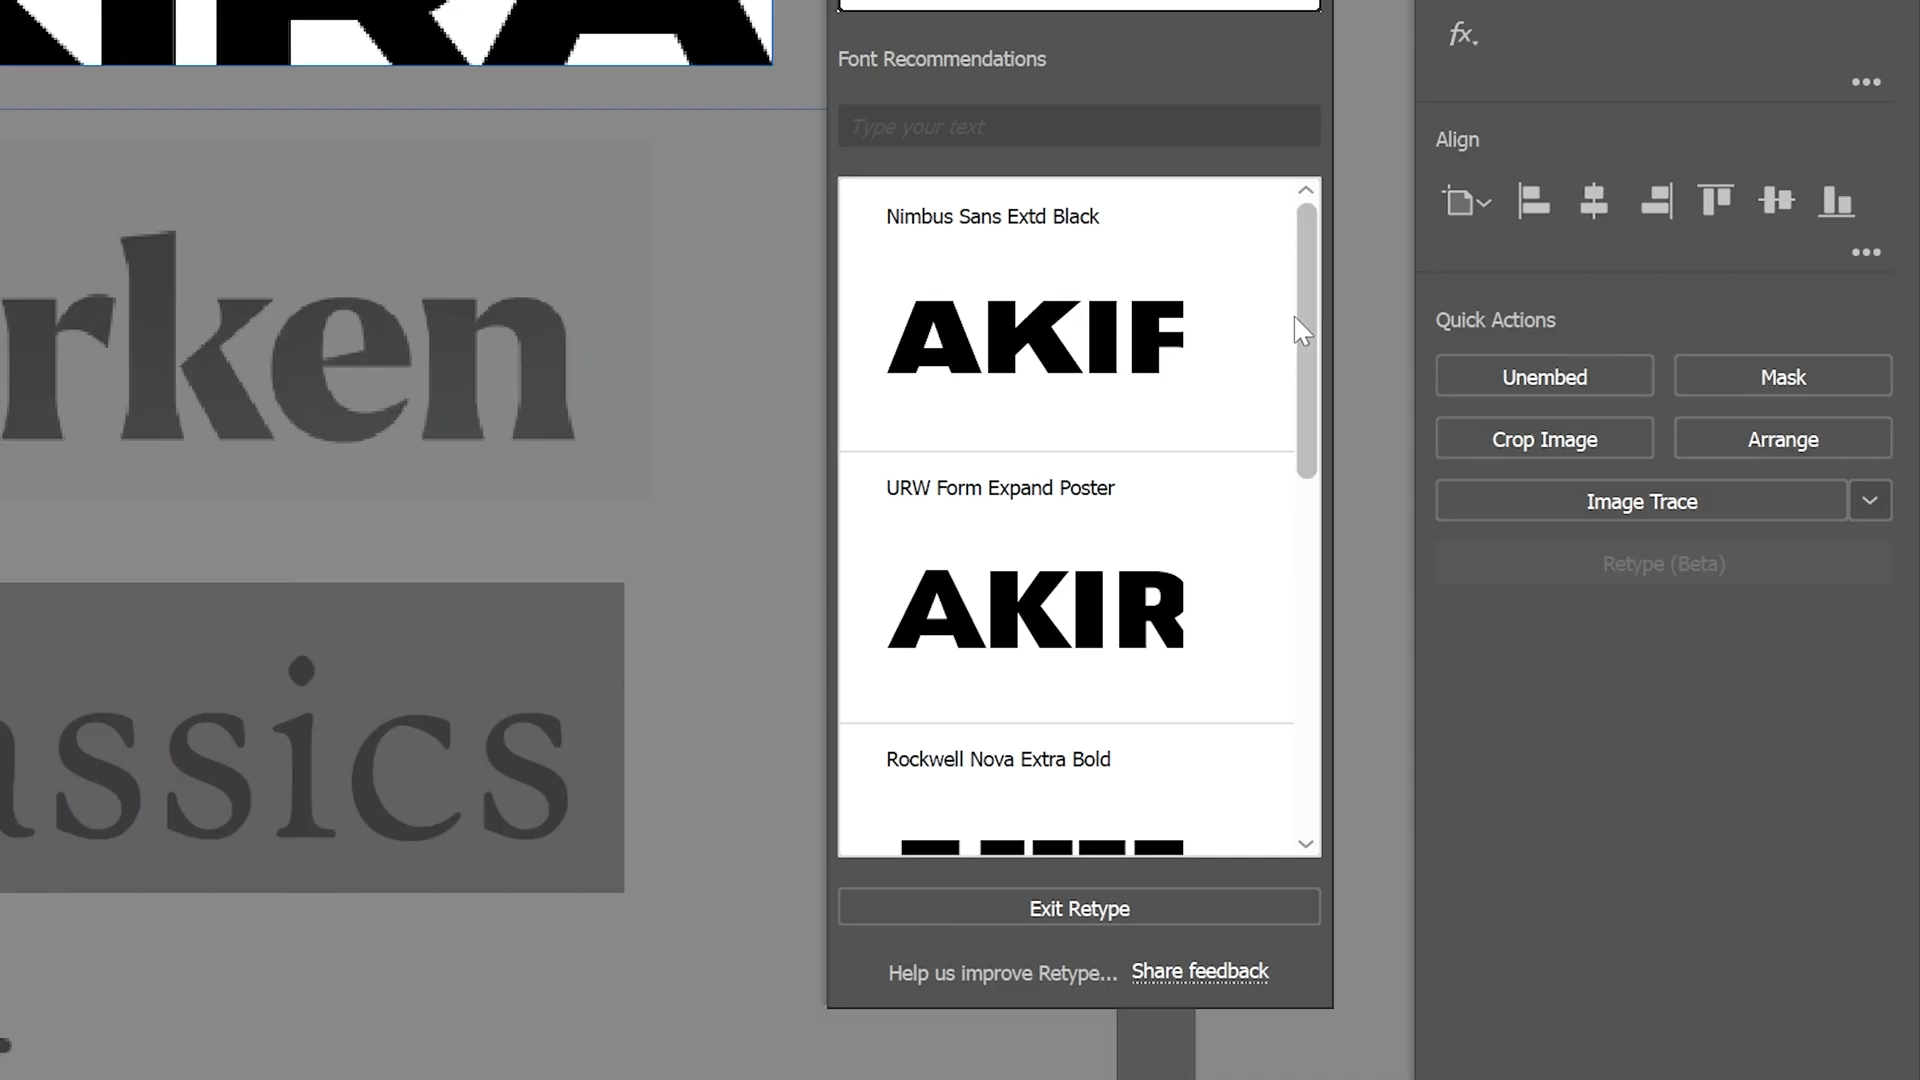 KIRA
Font Recommendations
Type your text
Nimbus Sans Extd Black
AKIF
URW Form Expand Poster
AKIR
Rockwell Nova Extra Bold
Exit Retype
Help us improve Retype... Share feedback
rken
assics
fx
Align
Quick Actions
Unembed
Mask
Crop Image
Arrange
Image Trace
Retype (Beta)